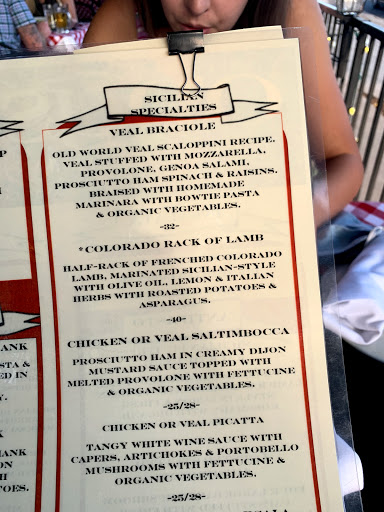 SICILIAN
SPECIALTIES
VEAL BRACIOLE
OLD WORLD VEAL SCALOPPINI RECIPE.
VEAL STUFFED WITH MOZZARELLA,
PROVOLONE, GENOA SALAMI,
PROSCIUTTO HAM SPINACH & RAISINS.
BRAISED WITH HOMEMADE
MARINARA WITH BOWTIE PASTA
& ORGANIC VEGETABLES.
-32-
*COLORADO RACK OF LAMB
HALF-RACK OF FRENCHED COLORADO
LAMB, MARINATED SICILIAN-STYLE
WITH OLIVE OIL, LEMON & ITALIAN
HERBS WITH ROASTED POTATOES &
ASPARAGUS.
-40-
CHICKEN OR VEAL SALTIMBOCCA
PROSCIUTTO HAM IN CREAMY DIJON
MUSTARD SAUCE TOPPED WITH
MELTED PROVOLONE WITH FETTUCINE
& ORGANIC VEGETABLES.
-25/28-
CHICKEN OR VEAL PICATTA
TANGY WHITE WINE SAUCE WITH
CAPERS, ARTICHOKES & PORTOBELLO
MUSHROOMS WITH FETTUCINE &
ORGANIC VEGETABLES.
-25/28-